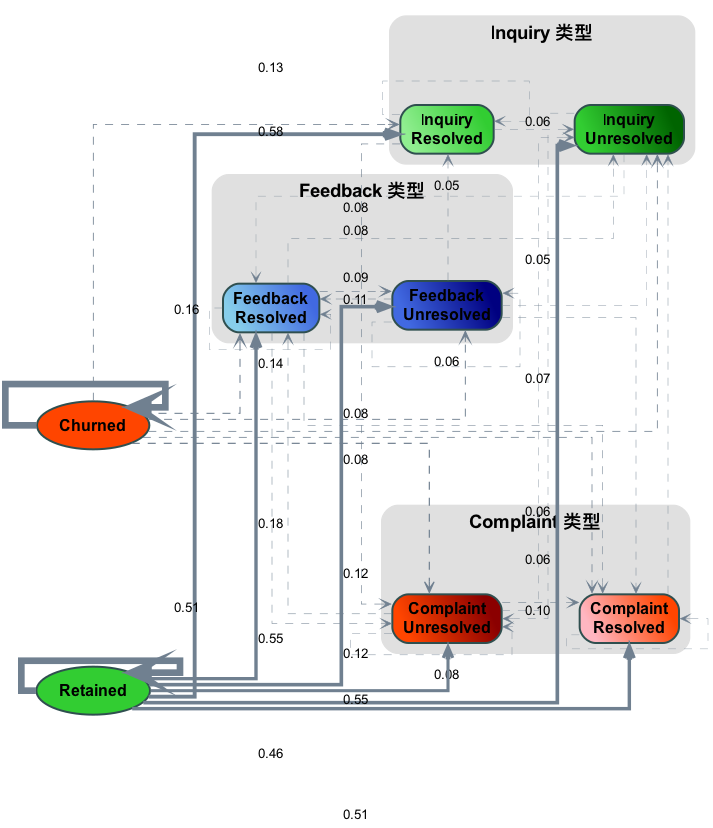 Inquiry 类型
0.13
Inquiry
Resolved
Inquiry
Unresolved
0.06
0.58
Feedback 类型
0.05
0.08
0.08
0.05
0.09
0.11
Feedback
Resolved
Feedback
Unresolved
0.16
0.14
0.06
0.07
0.08
Churned
0.08
0.06
0.18
Complaint 类型
0.06
0.12
0.51
0.10
Complaint
Unresolved
Complaint
Resolved
0.55
0.12
0.08
Retained
0.55
0.46
0.51